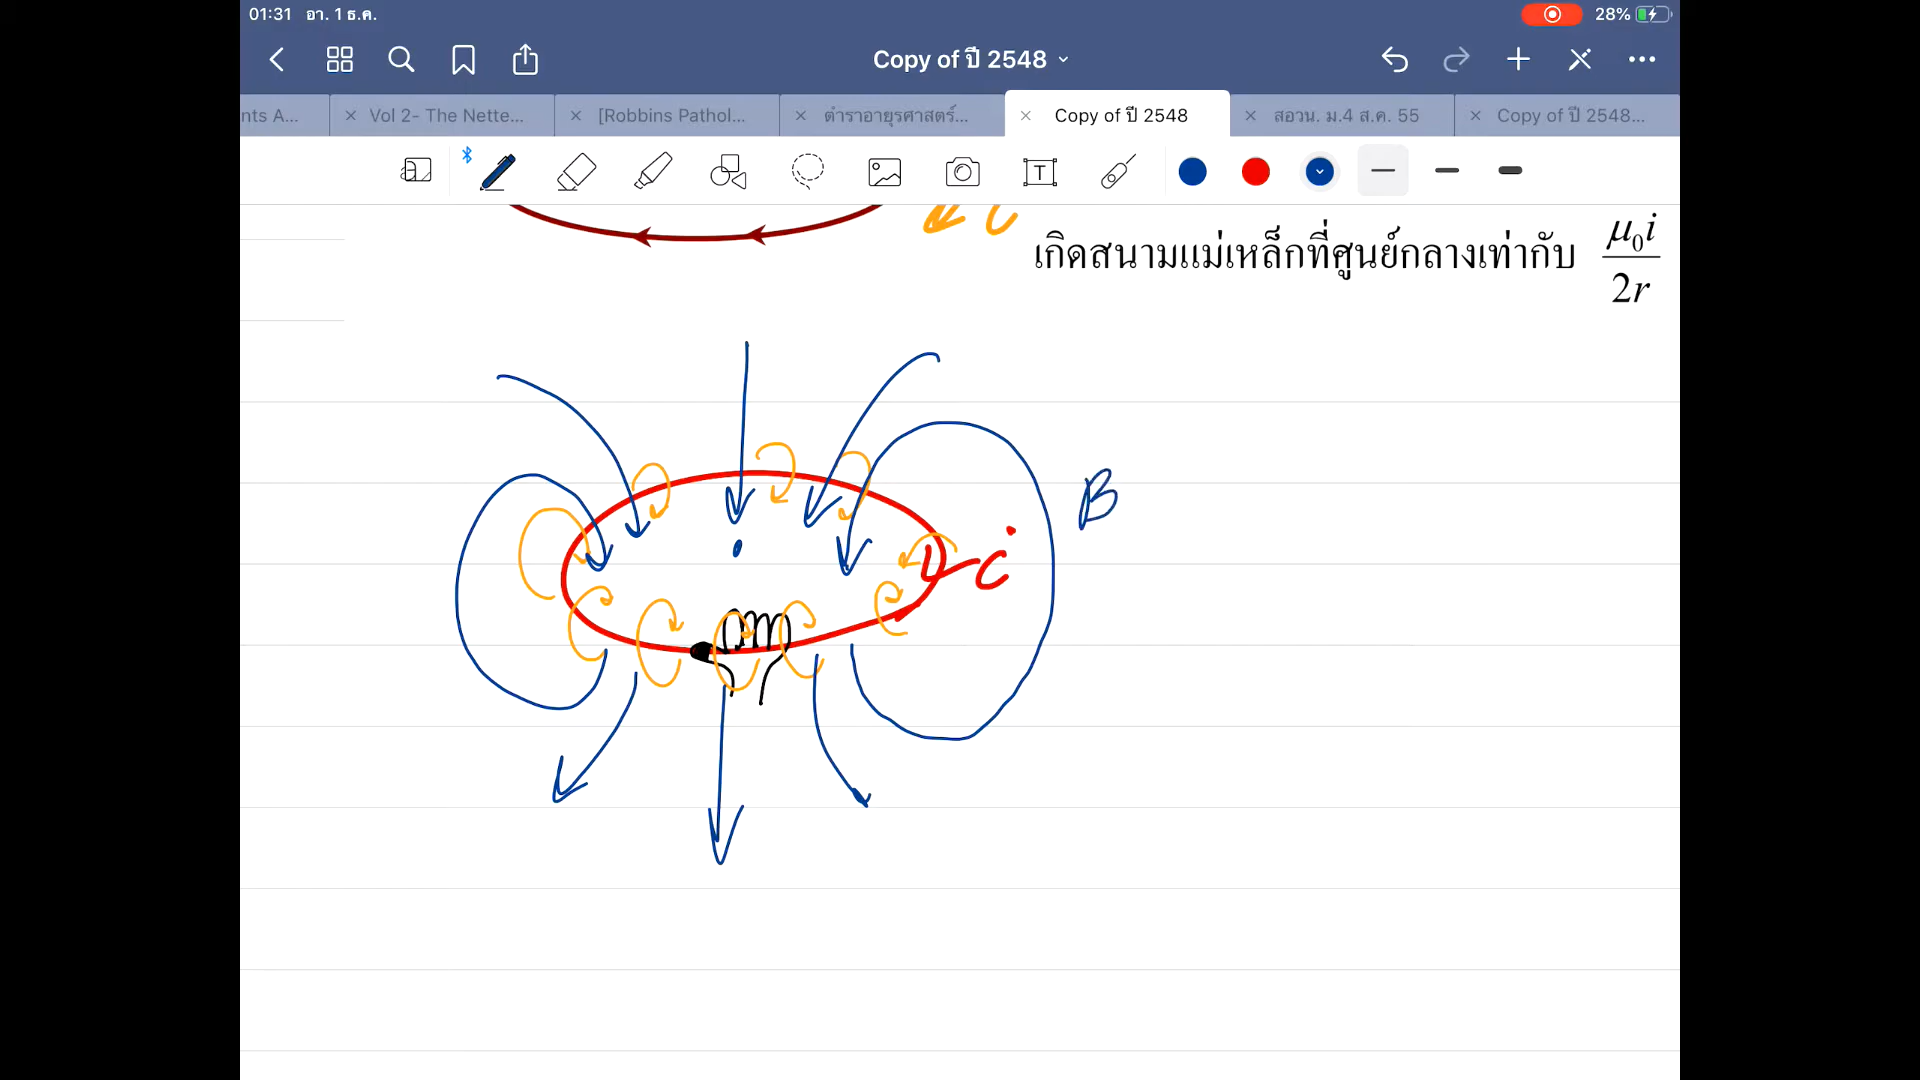 01:31 อา. 1 ธ.ค.
28%
Copy of ปี 2548
nts A...
Vol 2- The Nette...
[Robbins Pathol...
ตำราอายุรศาสตร์...
Copy of ปี 2548
สอวน. ม.4 ส.ค. 55
Copy of ปี 2548...
T
i
เกิดสนามแม่เหล็กที่ศูนย์กลางเท่ากับ μ₀i/2r
B
i